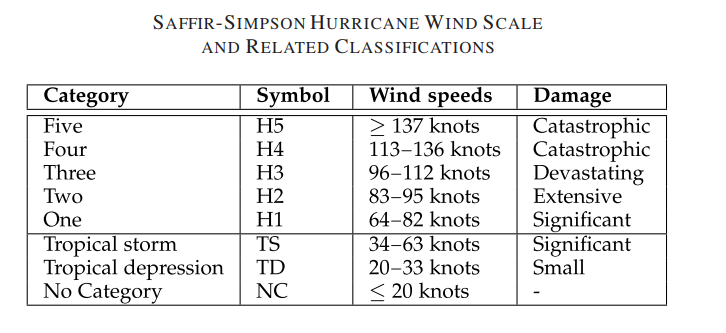 SAFFIR-SIMPSON HURRICANE WIND SCALE
AND RELATED CLASSIFICATIONS
Category Symbol Wind speeds Damage
Five H5 ≥ 137 knots Catastrophic
Four H4 113–136 knots Catastrophic
Three H3 96–112 knots Devastating
Two H2 83–95 knots Extensive
One H1 64–82 knots Significant
Tropical storm TS 34–63 knots Significant
Tropical depression TD 20–33 knots Small
No Category NC ≤ 20 knots -